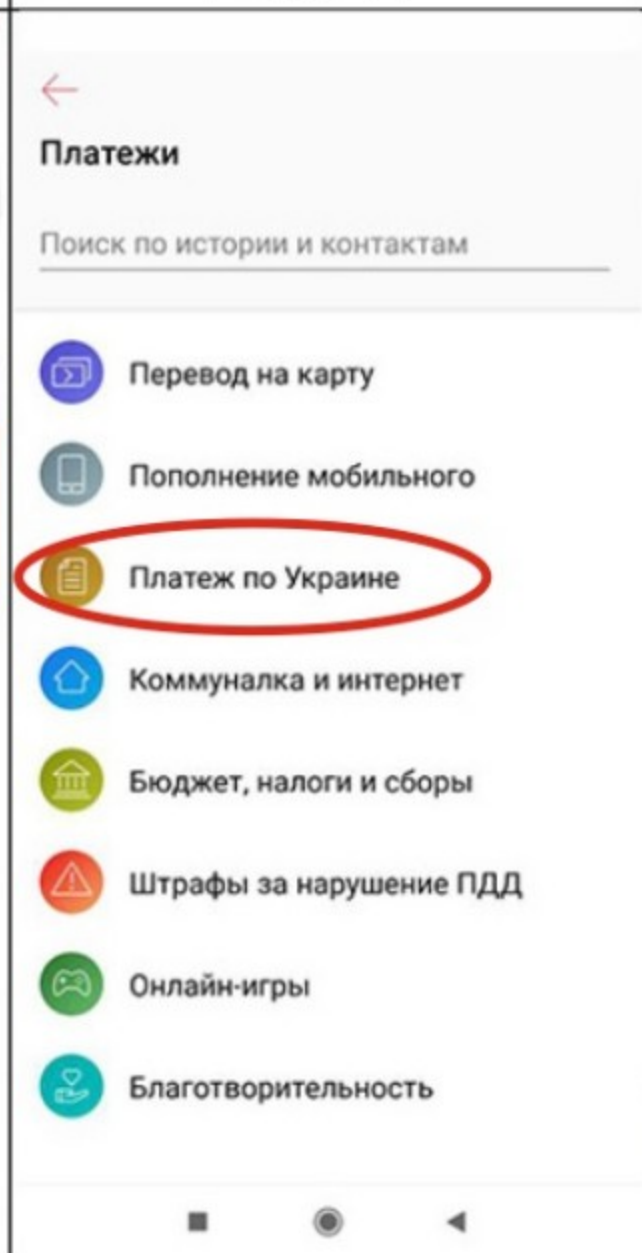 Платежи
Поиск по истории и контактам
Перевод на карту
Пополнение мобильного
Платеж по Украине
Коммуналка и интернет
Бюджет, налоги и сборы
Штрафы за нарушение ПДД
Онлайн-игры
Благотворительность